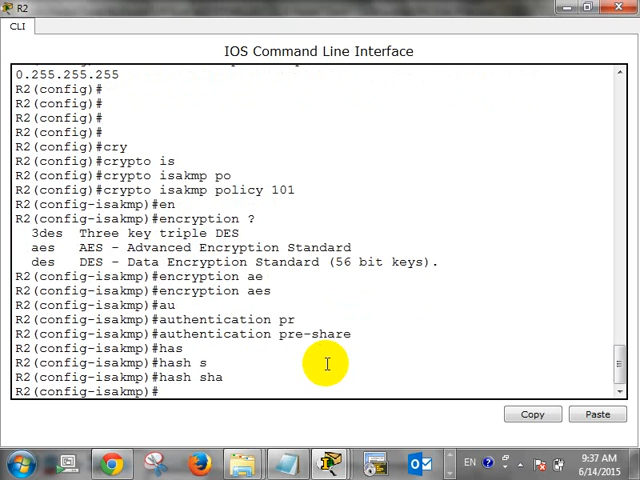 R2
CLI
IOS Command Line Interface
0.255.255.255
R2(config)#
R2(config)#
R2(config)#
R2(config)#
R2(config)#cry
R2(config)#crypto is
R2(config)#crypto isakmp po
R2(config)#crypto isakmp policy 101
R2(config-isakmp)#en
R2(config-isakmp)#encryption ?
3des Three key triple DES
aes AES - Advanced Encryption Standard
des DES - Data Encryption Standard (56 bit keys).
R2(config-isakmp)#encryption ae
R2(config-isakmp)#encryption aes
R2(config-isakmp)#au
R2(config-isakmp)#authentication pr
R2(config-isakmp)#authentication pre-share
R2(config-isakmp)#has
R2(config-isakmp)#hash s
R2(config-isakmp)#hash sha
R2(config-isakmp)#
Copy
Paste
EN
9:37 AM
6/14/2015